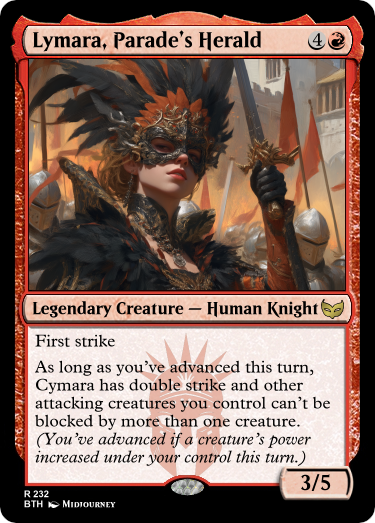 Lymara, Parade's Herald 4
Legendary Creature — Human Knight
First strike
As long as you've advanced this turn,
Cymara has double strike and other
attacking creatures you control can't be
blocked by more than one creature.
(You've advanced if a creature's power
increased under your control this turn.)
3/5
R 232
BTH Midjourney